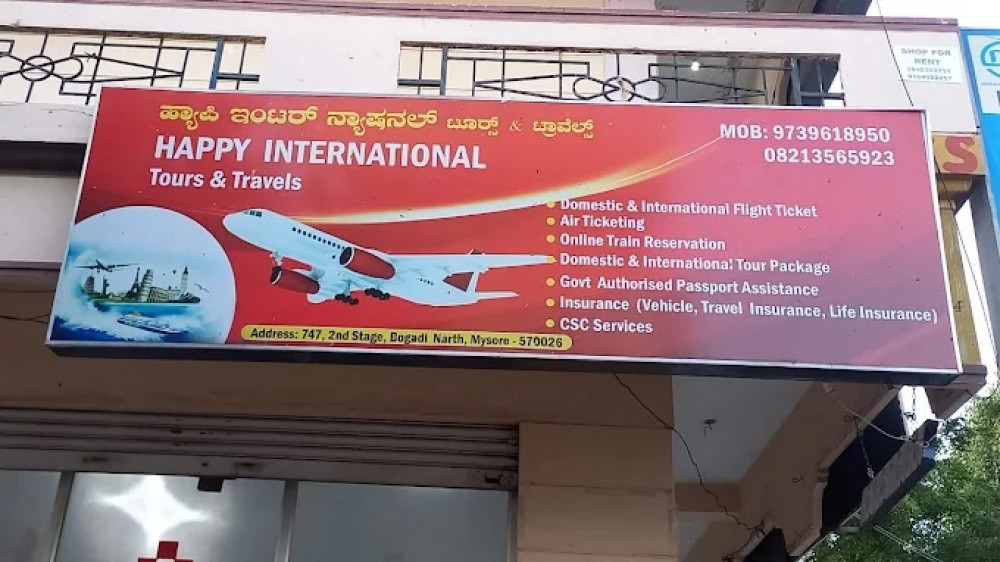 ಹ್ಯಾಪಿ ಇಂಟರ್ ನ್ಯಾಷನಲ್ ಟೂರ್ಸ್ & ಟ್ರಾವೆಲ್ಸ್
HAPPY INTERNATIONAL
Tours & Travels
MOB: 9739618950
08213565923
Domestic & International Flight Ticket
Air Ticketing
Online Train Reservation
Domestic & International Tour Package
Govt Authorised Passport Assistance
Insurance (Vehicle, Travel Insurance, Life Insurance)
CSC Services
Address: 747, 2nd Stage, Bogadi Narth, Mysore - 570026
SHOP FOR
RENT